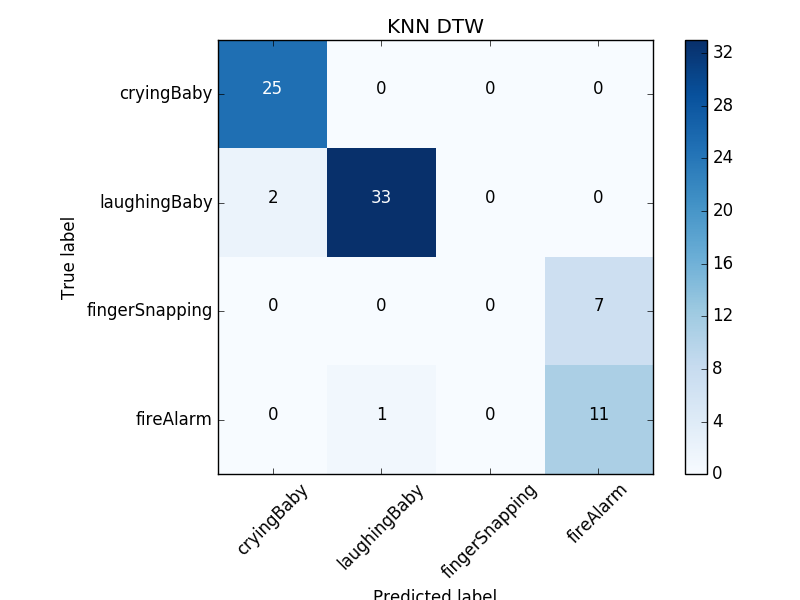 KNN DTW
True label
cryingBaby 25 0 0 0
laughingBaby 2 33 0 0
fingerSnapping 0 0 0 7
fireAlarm 0 1 0 11
cryingBaby laughingBaby fingerSnapping fireAlarm
Predicted label
32
28
24
20
16
12
8
4
0